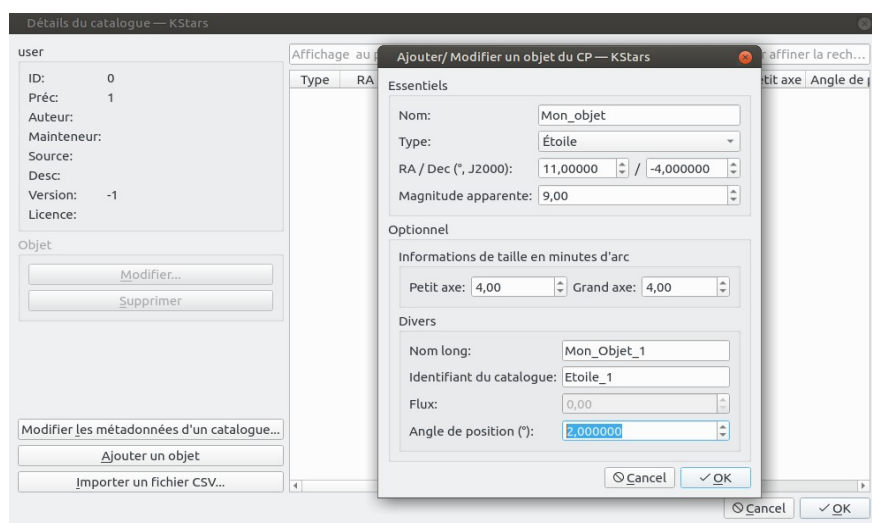 Détails du catalogue — KStars
user
ID: 0
Préc: 1
Auteur:
Mainteneur:
Source:
Desc:
Version: -1
Licence:
Objet
Modifier...
Supprimer
Modifier les métadonnées d'un catalogue...
Ajouter un objet
Importer un fichier CSV...
Affichage au
r affiner la rech...
Type RA
tit axe Angle de
Ajouter/ Modifier un objet du CP — KStars
Essentiels
Nom: Mon_objet
Type: Étoile
RA / Dec (°, J2000): 11,00000 / -4,000000
Magnitude apparente: 9,00
Optionnel
Informations de taille en minutes d'arc
Petit axe: 4,00 Grand axe: 4,00
Divers
Nom long: Mon_Objet_1
Identifiant du catalogue: Etoile_1
Flux: 0,00
Angle de position (°): 2,000000
Cancel OK
Cancel OK